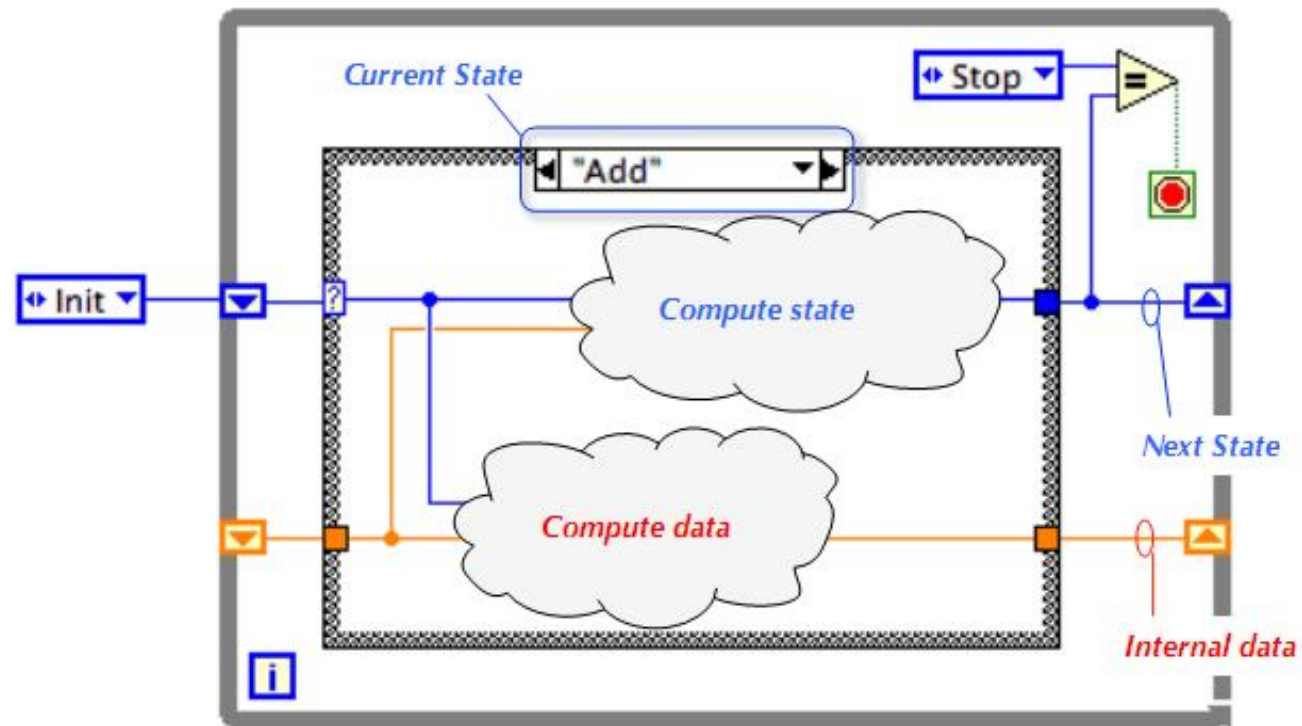 Current State
Stop
=
"Add"
Init
?
Compute state
Next State
Compute data
Internal data
i